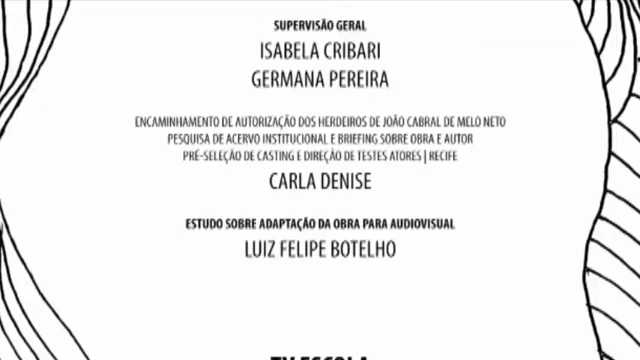 SUPERVISÃO GERAL
ISABELA CRIBARI
GERMANA PEREIRA
ENCAMINHAMENTO DE AUTORIZAÇÃO DOS HERDEIROS DE JOÃO CABRAL DE MELO NETO
PESQUISA DE ACERVO INSTITUCIONAL E BRIEFING SOBRE OBRA E AUTOR
PRÉ-SELEÇÃO DE CASTING E DIREÇÃO DE TESTES ATORES | RECIFE
CARLA DENISE
ESTUDO SOBRE ADAPTAÇÃO DA OBRA PARA AUDIOVISUAL
LUIZ FELIPE BOTELHO
TV ESCOLA